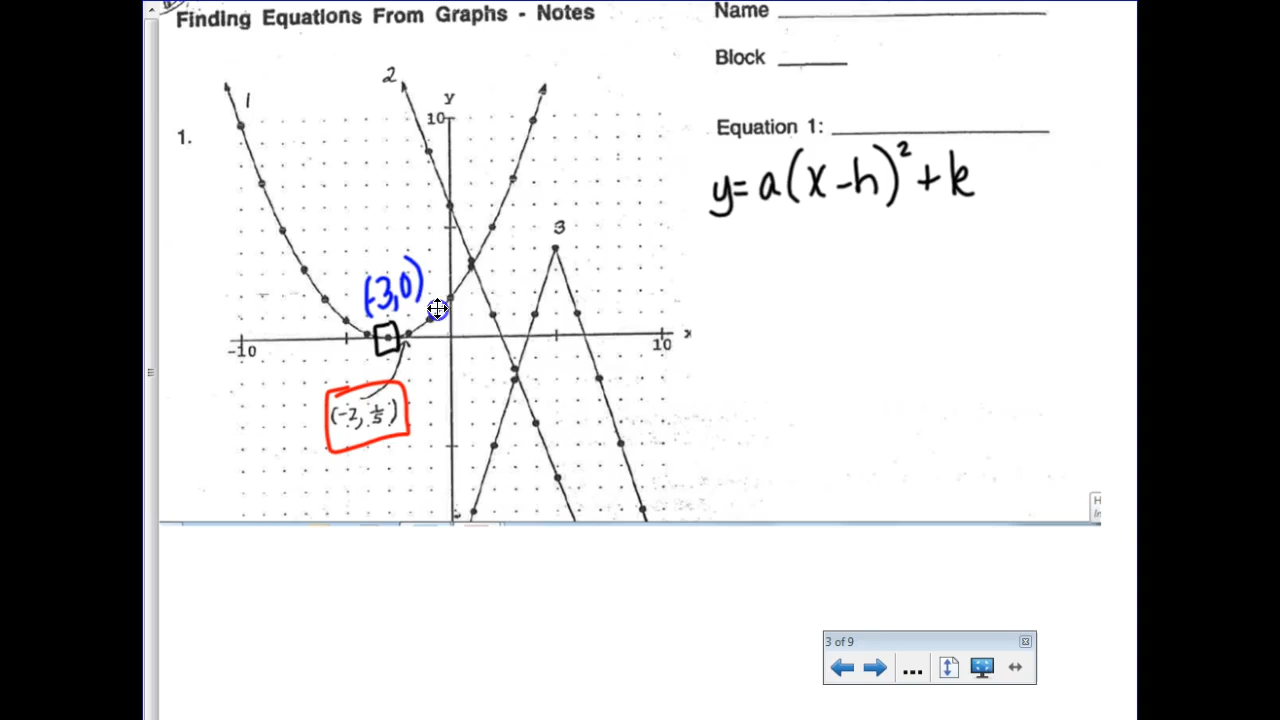 Finding Equations From Graphs - Notes
Name
Block
2
1
y
10
1.
Equation 1:
y=a(x-h)²+k
3
(-3,0)
-10
10
x
(-2, 1/5)
3 of 9
...